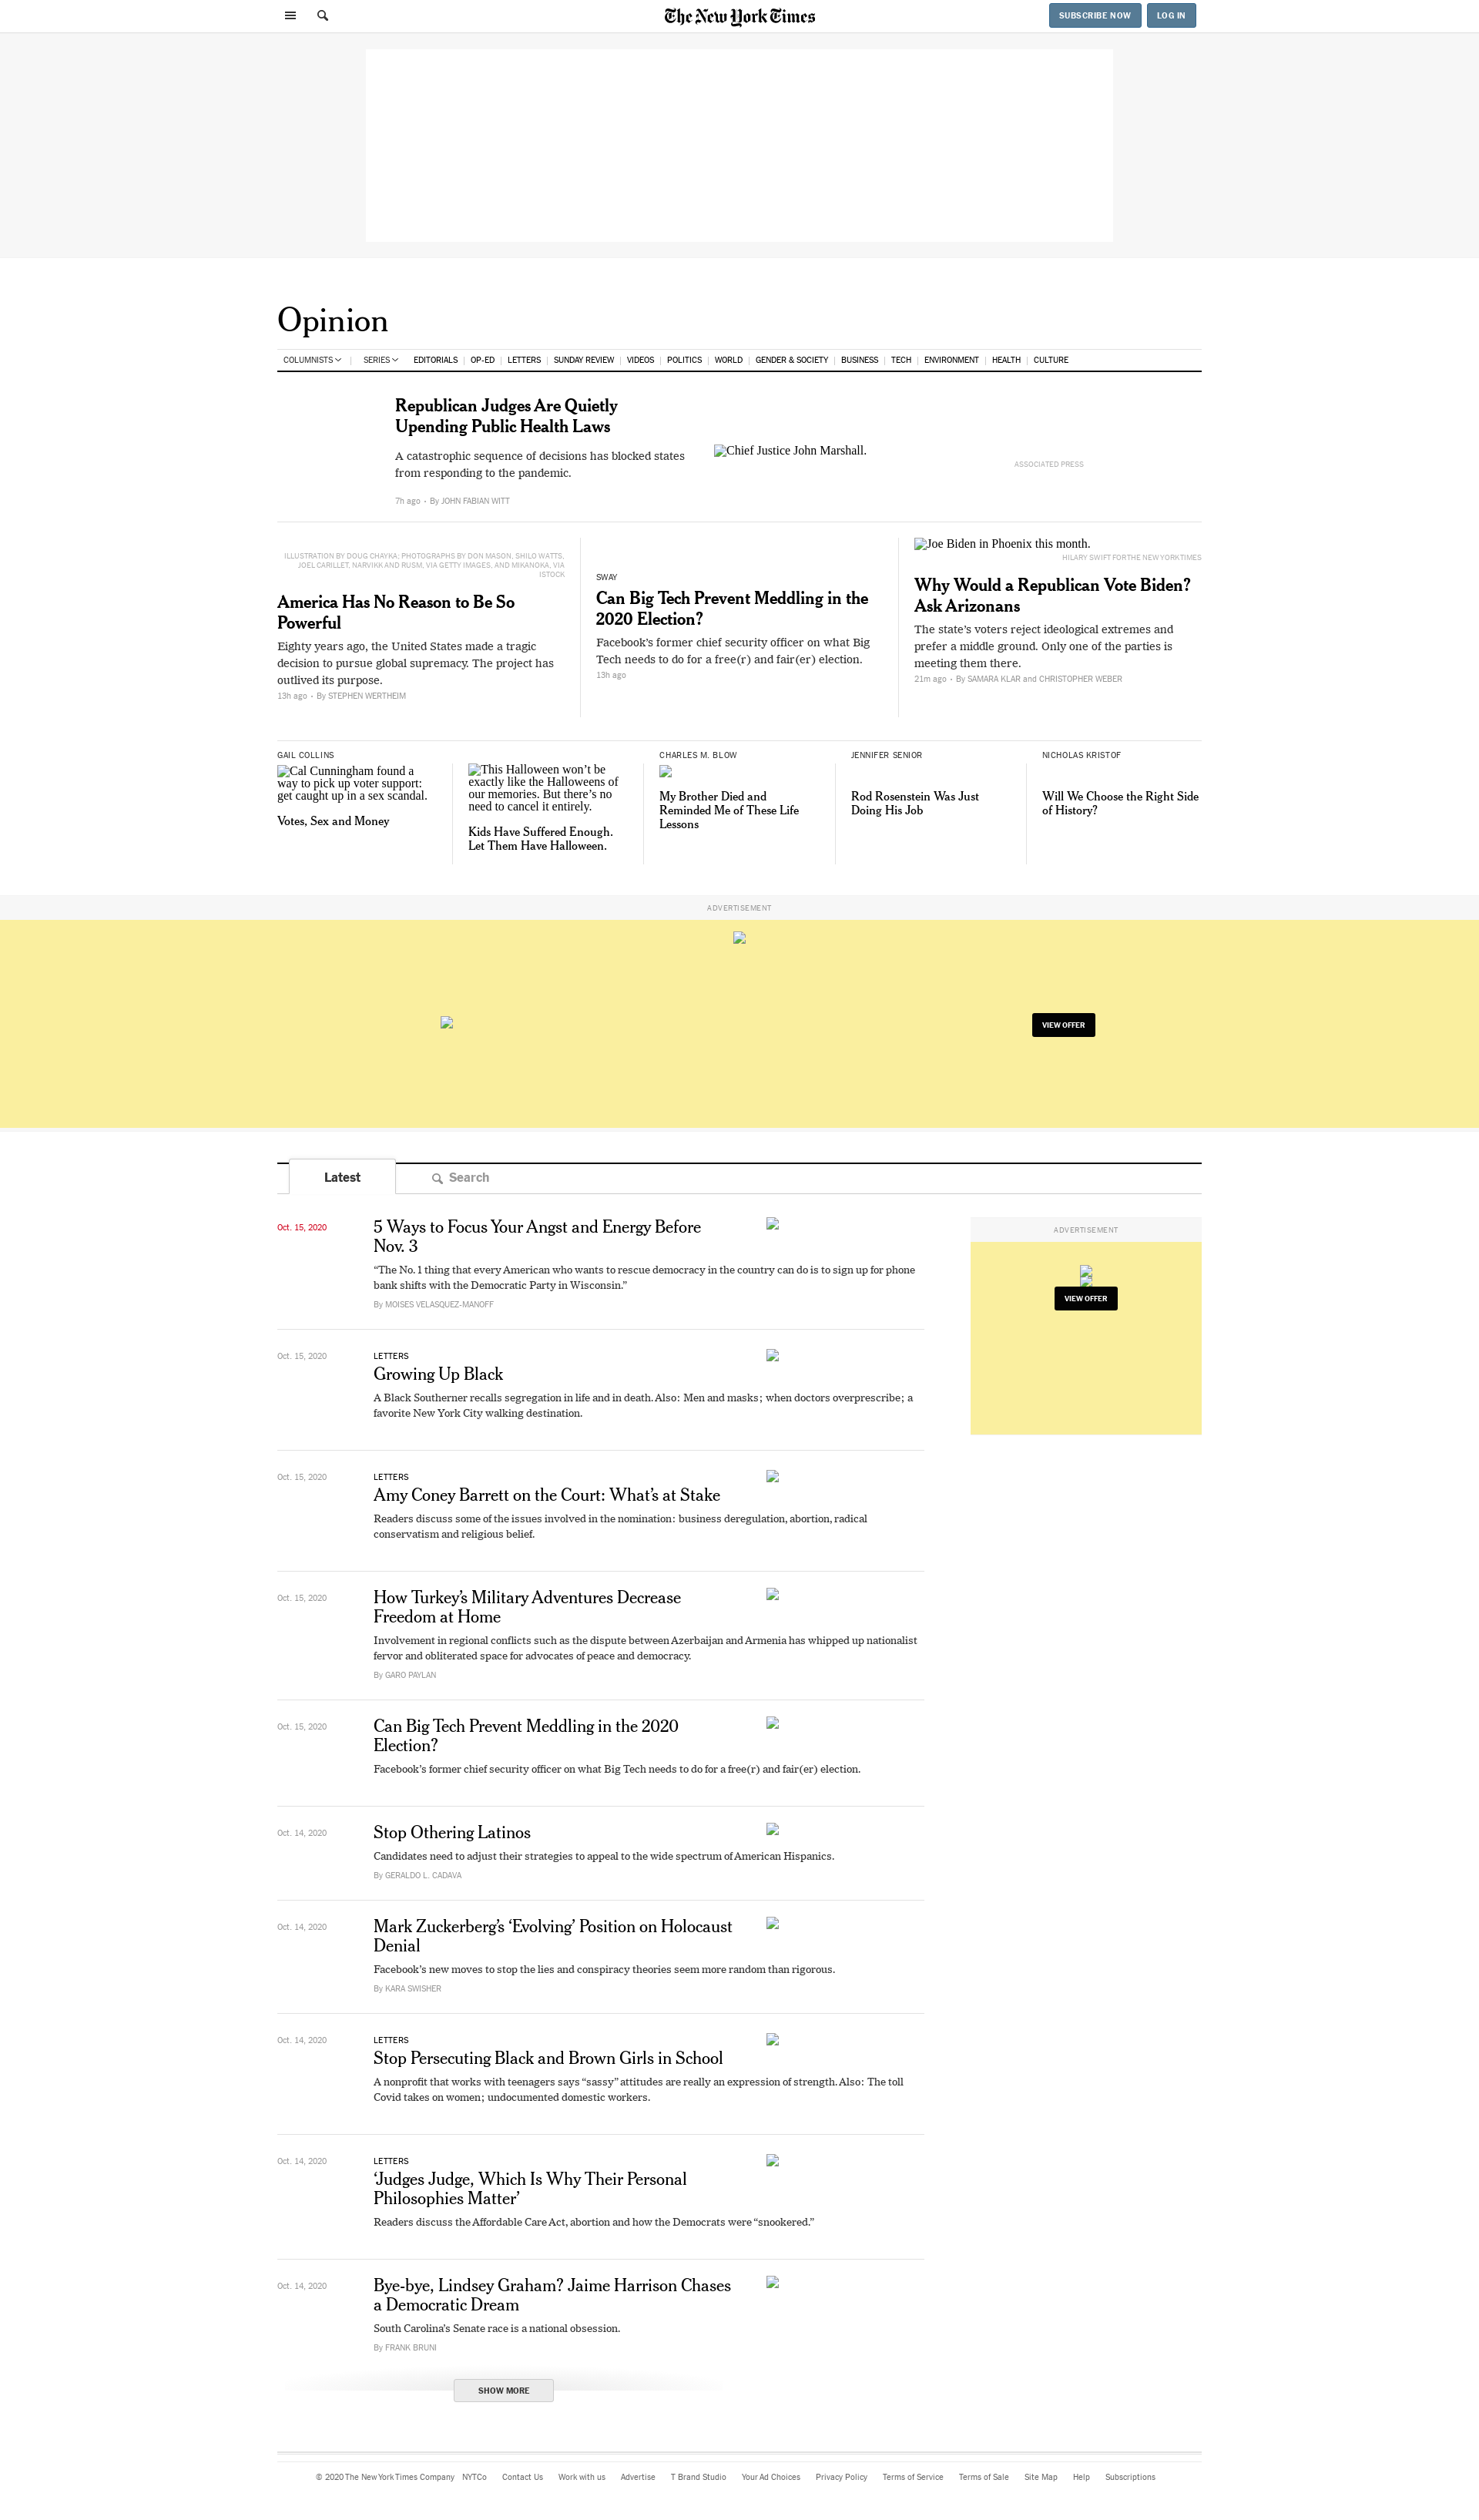 The New York Times
SUBSCRIBE NOW
LOG IN
Opinion
COLUMNISTS
SERIES
EDITORIALS
OP-ED
LETTERS
SUNDAY REVIEW
VIDEOS
POLITICS
WORLD
GENDER & SOCIETY
BUSINESS
TECH
ENVIRONMENT
HEALTH
CULTURE
Republican Judges Are Quietly
Upending Public Health Laws
A catastrophic sequence of decisions has blocked states
from responding to the pandemic.
7h ago • By JOHN FABIAN WITT
Chief Justice John Marshall.
ASSOCIATED PRESS
ILLUSTRATION BY DOUG CHAYKA; PHOTOGRAPHS BY DON MASON, SHILO WATTS,
JOEL CARILLET, NARVIKK AND RUSM, VIA GETTY IMAGES, AND MIKANOKA, VIA
ISTOCK
America Has No Reason to Be So
Powerful
Eighty years ago, the United States made a tragic
decision to pursue global supremacy. The project has
outlived its purpose.
13h ago • By STEPHEN WERTHEIM
SWAY
Can Big Tech Prevent Meddling in the
2020 Election?
Facebook’s former chief security officer on what Big
Tech needs to do for a free(r) and fair(er) election.
13h ago
Joe Biden in Phoenix this month.
HILARY SWIFT FOR THE NEW YORK TIMES
Why Would a Republican Vote Biden?
Ask Arizonans
The state’s voters reject ideological extremes and
prefer a middle ground. Only one of the parties is
meeting them there.
21m ago • By SAMARA KLAR and CHRISTOPHER WEBER
GAIL COLLINS
Cal Cunningham found a
way to pick up voter support:
get caught up in a sex scandal.
Votes, Sex and Money
This Halloween won’t be
exactly like the Halloweens of
our memories. But there’s no
need to cancel it entirely.
Kids Have Suffered Enough.
Let Them Have Halloween.
CHARLES M. BLOW
My Brother Died and
Reminded Me of These Life
Lessons
JENNIFER SENIOR
Rod Rosenstein Was Just
Doing His Job
NICHOLAS KRISTOF
Will We Choose the Right Side
of History?
ADVERTISEMENT
VIEW OFFER
Latest
Search
Oct. 15, 2020
5 Ways to Focus Your Angst and Energy Before
Nov. 3
“The No. 1 thing that every American who wants to rescue democracy in the country can do is to sign up for phone
bank shifts with the Democratic Party in Wisconsin.”
By MOISES VELASQUEZ-MANOFF
ADVERTISEMENT
VIEW OFFER
Oct. 15, 2020
LETTERS
Growing Up Black
A Black Southerner recalls segregation in life and in death. Also: Men and masks; when doctors overprescribe; a
favorite New York City walking destination.
Oct. 15, 2020
LETTERS
Amy Coney Barrett on the Court: What’s at Stake
Readers discuss some of the issues involved in the nomination: business deregulation, abortion, radical
conservatism and religious belief.
Oct. 15, 2020
How Turkey’s Military Adventures Decrease
Freedom at Home
Involvement in regional conflicts such as the dispute between Azerbaijan and Armenia has whipped up nationalist
fervor and obliterated space for advocates of peace and democracy.
By GARO PAYLAN
Oct. 15, 2020
Can Big Tech Prevent Meddling in the 2020
Election?
Facebook’s former chief security officer on what Big Tech needs to do for a free(r) and fair(er) election.
Oct. 14, 2020
Stop Othering Latinos
Candidates need to adjust their strategies to appeal to the wide spectrum of American Hispanics.
By GERALDO L. CADAVA
Oct. 14, 2020
Mark Zuckerberg’s ‘Evolving’ Position on Holocaust
Denial
Facebook’s new moves to stop the lies and conspiracy theories seem more random than rigorous.
By KARA SWISHER
Oct. 14, 2020
LETTERS
Stop Persecuting Black and Brown Girls in School
A nonprofit that works with teenagers says “sassy” attitudes are really an expression of strength. Also: The toll
Covid takes on women; undocumented domestic workers.
Oct. 14, 2020
LETTERS
‘Judges Judge, Which Is Why Their Personal
Philosophies Matter’
Readers discuss the Affordable Care Act, abortion and how the Democrats were “snookered.”
Oct. 14, 2020
Bye-bye, Lindsey Graham? Jaime Harrison Chases
a Democratic Dream
South Carolina’s Senate race is a national obsession.
By FRANK BRUNI
SHOW MORE
© 2020 The New York Times Company
NYTCo
Contact Us
Work with us
Advertise
T Brand Studio
Your Ad Choices
Privacy Policy
Terms of Service
Terms of Sale
Site Map
Help
Subscriptions